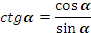 ctgα = cos α / sin α